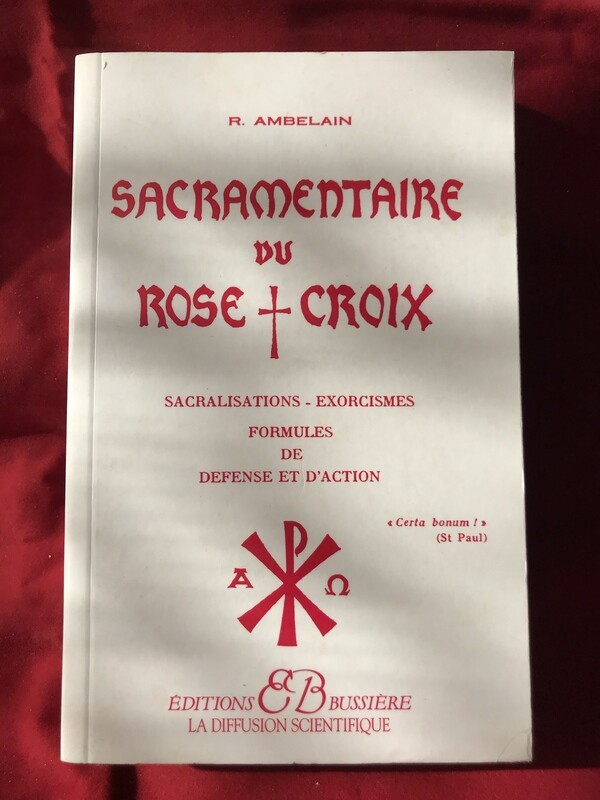 R. AMBELAIN
SACRAMENTAIRE
DU
ROSE † CROIX
SACRALISATIONS - EXORCISMES
FORMULES
DE
DEFENSE ET D'ACTION
« Certa bonum ! »
(St Paul)
A Ω
ÉDITIONS EB BUSSIÈRE
LA DIFFUSION SCIENTIFIQUE